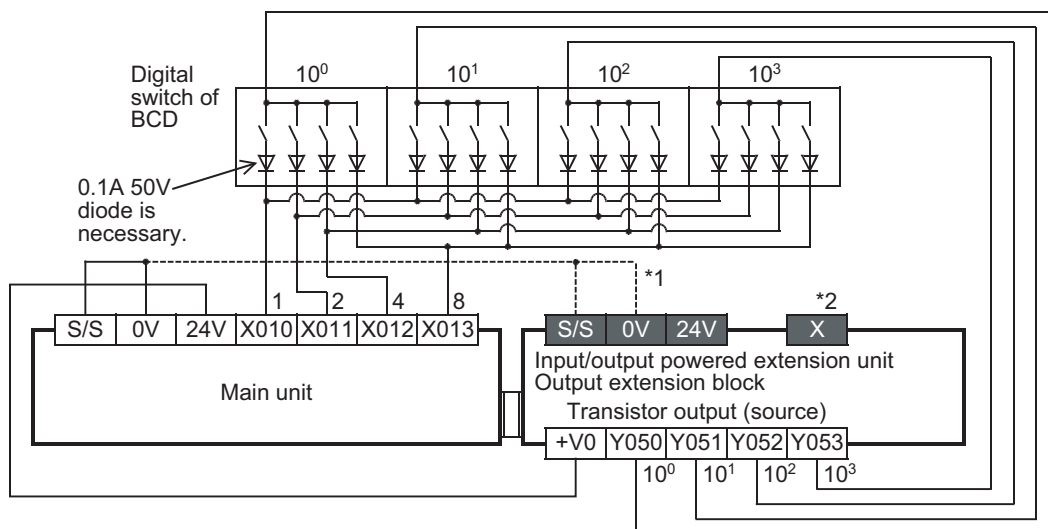 Digital
switch of
BCD
10⁰ 10¹ 10² 10³
0.1A 50V
diode is
necessary.
*1
1 2 4 8 *2
S/S 0V 24V X010 X011 X012 X013
S/S 0V 24V X
Main unit
Input/output powered extension unit
Output extension block
Transistor output (source)
+V0 Y050 Y051 Y052 Y053
10⁰ 10¹ 10² 10³